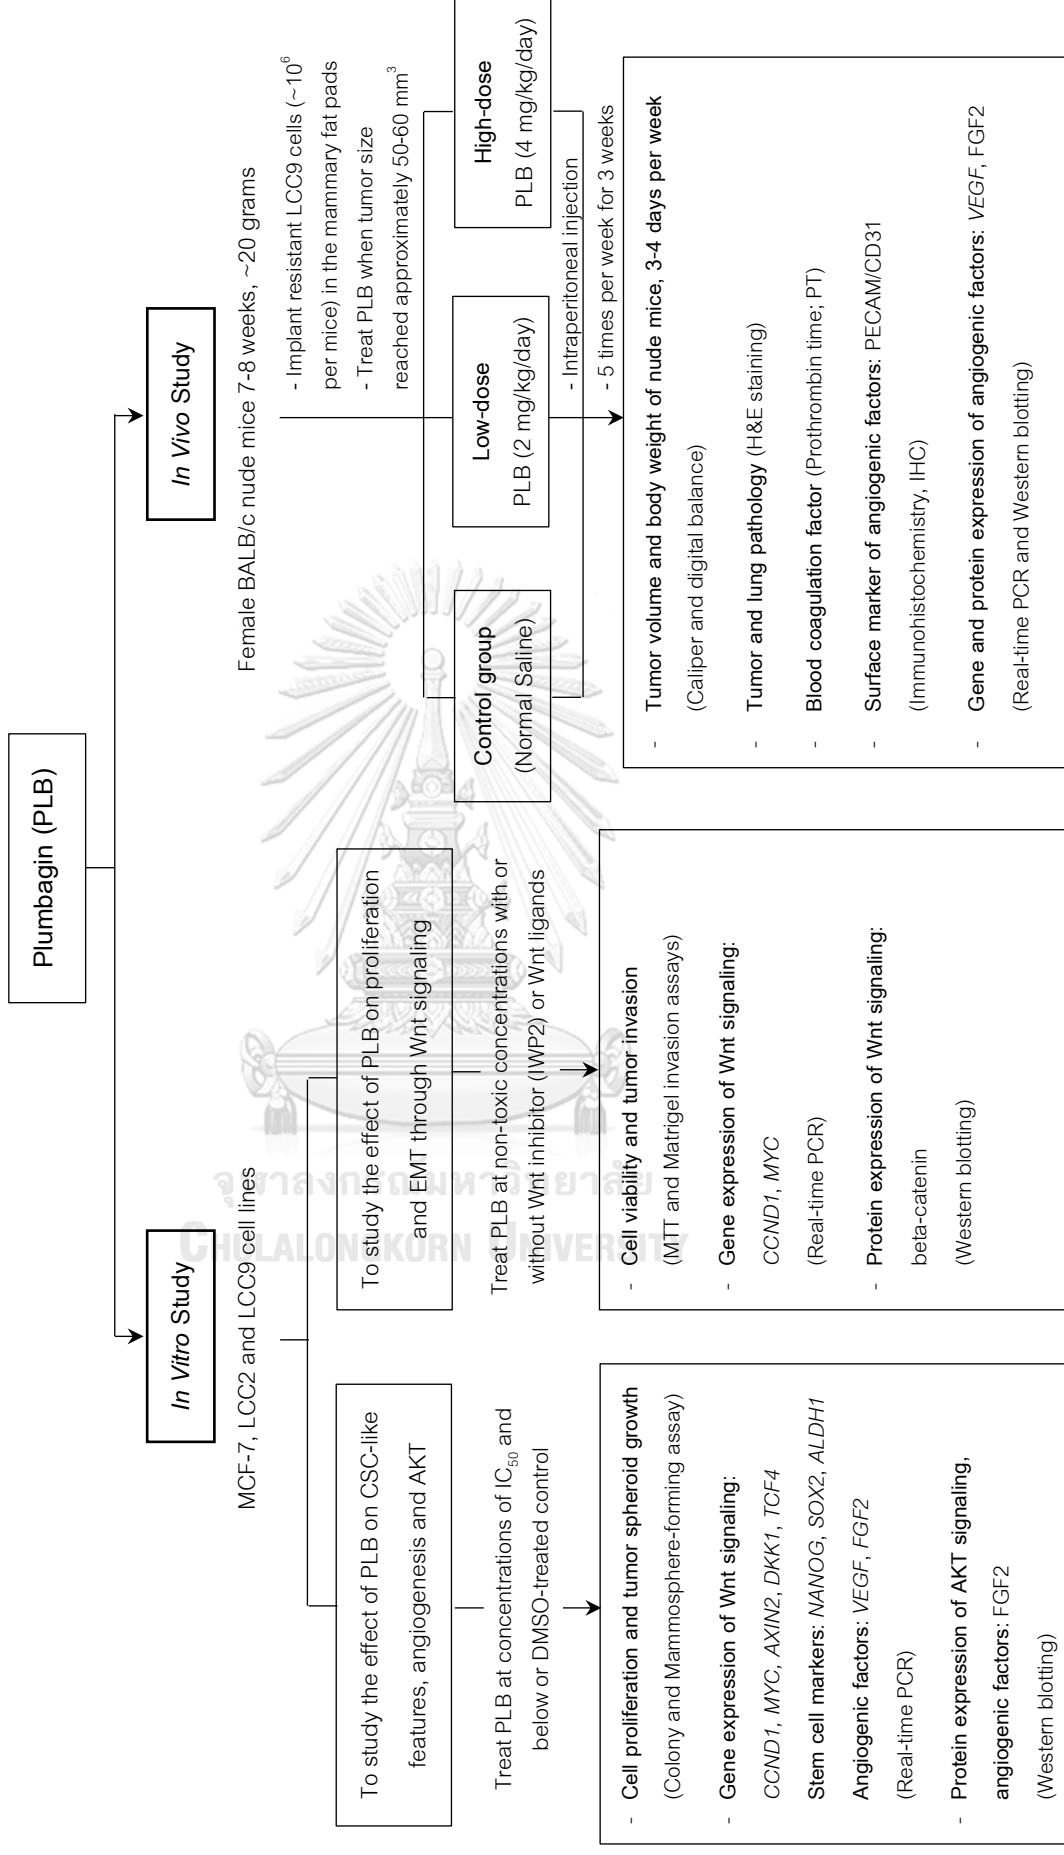 Plumbagin (PLB)
In Vitro Study
MCF-7, LCC2 and LCC9 cell lines
To study the effect of PLB on CSC-like
features, angiogenesis and AKT
Treat PLB at concentrations of IC50 and
below or DMSO-treated control
- Cell proliferation and tumor spheroid growth
(Colony and Mammosphere-forming assay)
- Gene expression of Wnt signaling:
CCND1, MYC, AXIN2, DKK1, TCF4
Stem cell markers: NANOG, SOX2, ALDH1
Angiogenic factors: VEGF, FGF2
(Real-time PCR)
- Protein expression of AKT signaling,
angiogenic factors: FGF2
(Western blotting)
To study the effect of PLB on proliferation
and EMT through Wnt signaling
Treat PLB at non-toxic concentrations with or
without Wnt inhibitor (IWP2) or Wnt ligands
- Cell viability and tumor invasion
(MTT and Matrigel invasion assays)
- Gene expression of Wnt signaling:
CCND1, MYC
(Real-time PCR)
- Protein expression of Wnt signaling:
beta-catenin
(Western blotting)
In Vivo Study
Female BALB/c nude mice 7-8 weeks, ~20 grams
- Implant resistant LCC9 cells (~10^6
per mice) in the mammary fat pads
- Treat PLB when tumor size
reached approximately 50-60 mm^3
Control group
(Normal Saline)
Low-dose
PLB (2 mg/kg/day)
High-dose
PLB (4 mg/kg/day)
- Intraperitoneal injection
- 5 times per week for 3 weeks
- Tumor volume and body weight of nude mice, 3-4 days per week
(Caliper and digital balance)
- Tumor and lung pathology (H&E staining)
- Blood coagulation factor (Prothrombin time; PT)
- Surface marker of angiogenic factors: PECAM/CD31
(Immunohistochemistry, IHC)
- Gene and protein expression of angiogenic factors: VEGF, FGF2
(Real-time PCR and Western blotting)
จุฬาลงกรณ์มหาวิทยาลัย
CHULALONGKORN UNIVERSITY